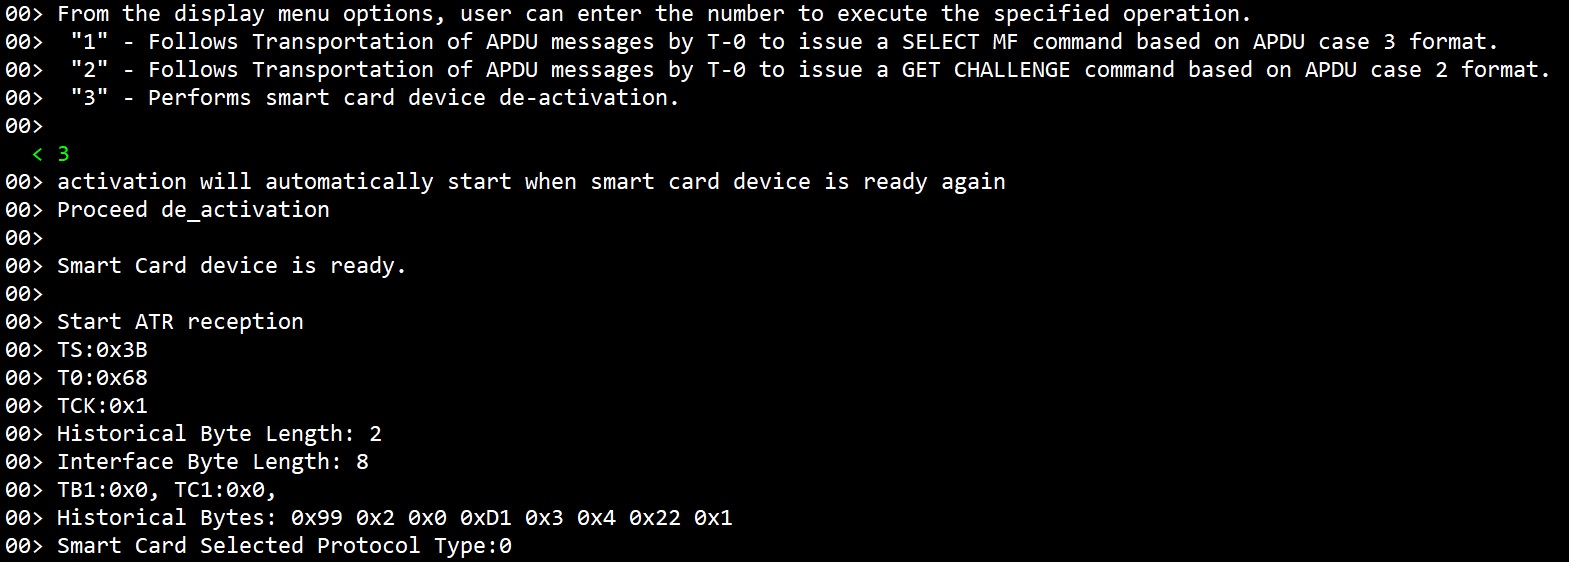 00> From the display menu options, user can enter the number to execute the specified operation.
00>  "1" - Follows Transportation of APDU messages by T-0 to issue a SELECT MF command based on APDU case 3 format.
00>  "2" - Follows Transportation of APDU messages by T-0 to issue a GET CHALLENGE command based on APDU case 2 format.
00>  "3" - Performs smart card device de-activation.
00>
< 3
00> activation will automatically start when smart card device is ready again
00> Proceed de_activation
00>
00> Smart Card device is ready.
00>
00> Start ATR reception
00> TS:0x3B
00> T0:0x68
00> TCK:0x1
00> Historical Byte Length: 2
00> Interface Byte Length: 8
00> TB1:0x0, TC1:0x0,
00> Historical Bytes: 0x99 0x2 0x0 0xD1 0x3 0x4 0x22 0x1
00> Smart Card Selected Protocol Type:0